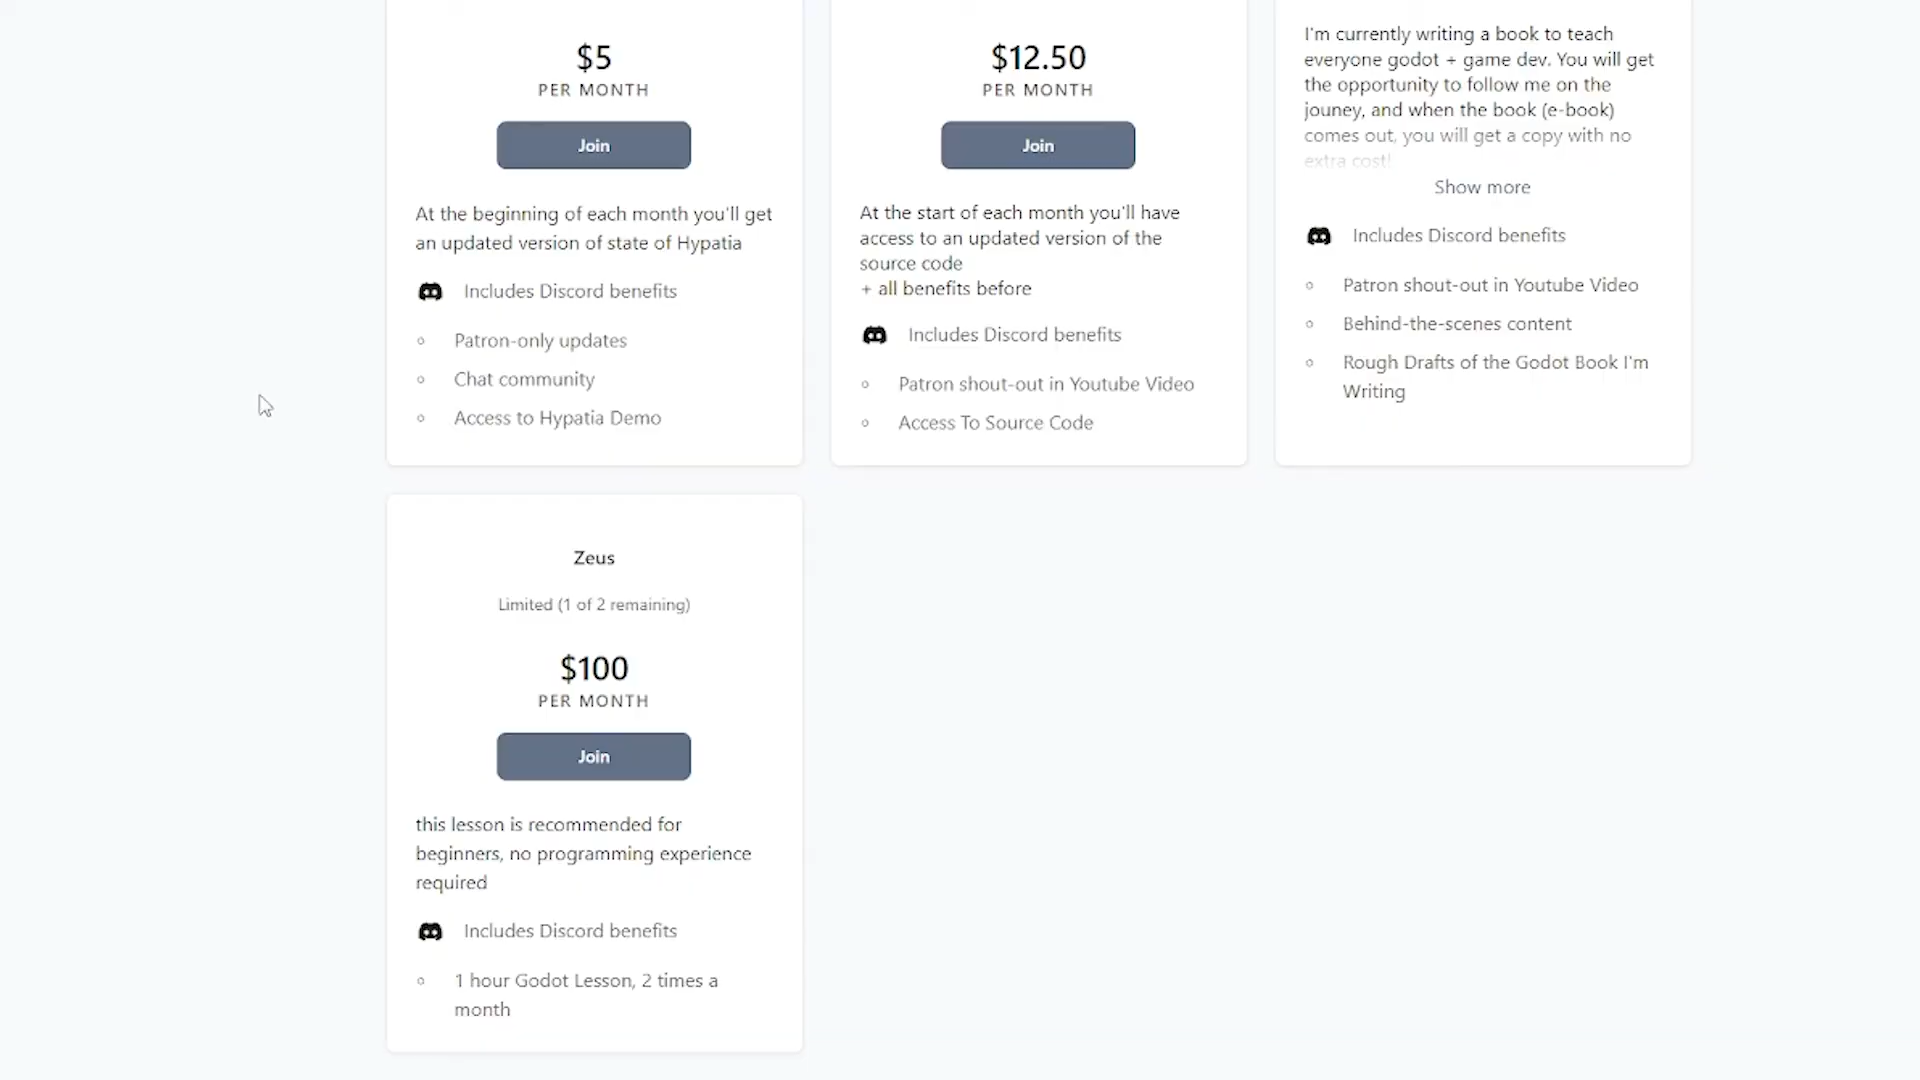 $5
PER MONTH
Join
At the beginning of each month you'll get
an updated version of state of Hypatia
Includes Discord benefits
Patron-only updates
Chat community
Access to Hypatia Demo
$12.50
PER MONTH
Join
At the start of each month you'll have
access to an updated version of the
source code
+ all benefits before
Includes Discord benefits
Patron shout-out in Youtube Video
Access To Source Code
I'm currently writing a book to teach
everyone godot + game dev. You will get
the opportunity to follow me on the
jouney, and when the book (e-book)
comes out, you will get a copy with no
extra cost!
Show more
Includes Discord benefits
Patron shout-out in Youtube Video
Behind-the-scenes content
Rough Drafts of the Godot Book I'm
Writing
Zeus
Limited (1 of 2 remaining)
$100
PER MONTH
Join
this lesson is recommended for
beginners, no programming experience
required
Includes Discord benefits
1 hour Godot Lesson, 2 times a
month